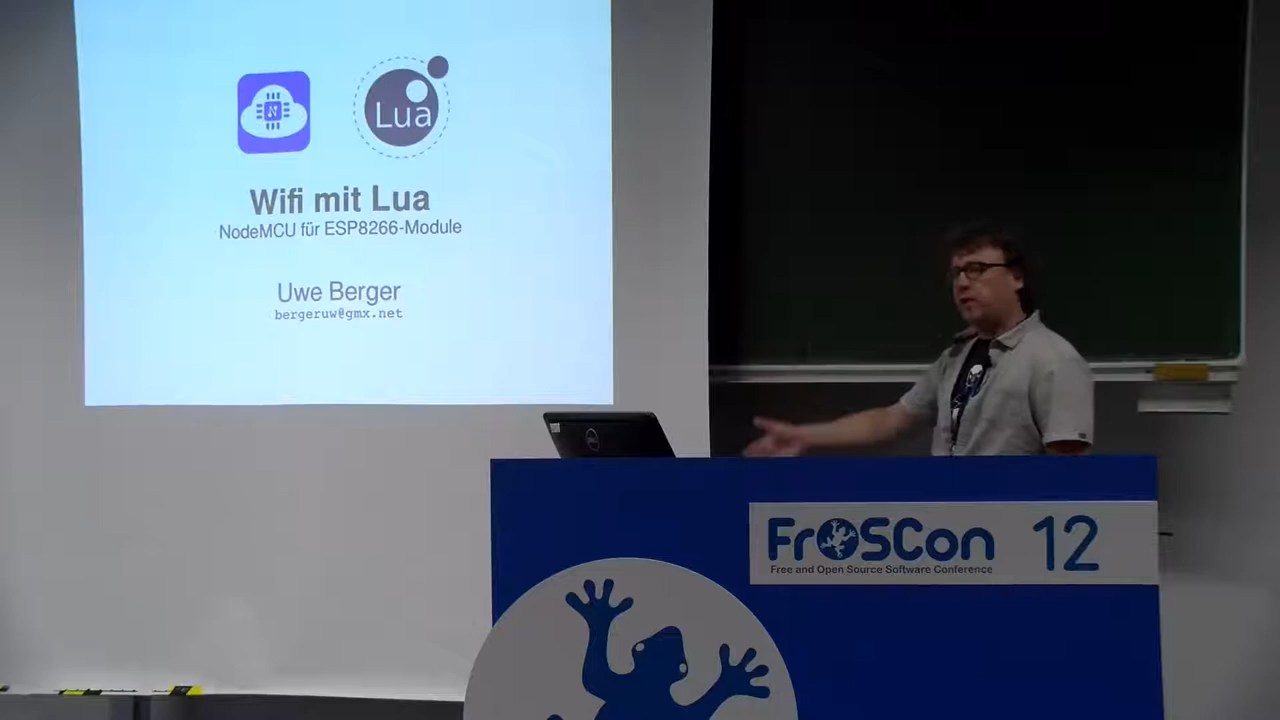 Lua
Wifi mit Lua
NodeMCU für ESP8266-Module
Uwe Berger
bergeruw@gmx.net
FrOSCon 12
Free and Open Source Software Conference